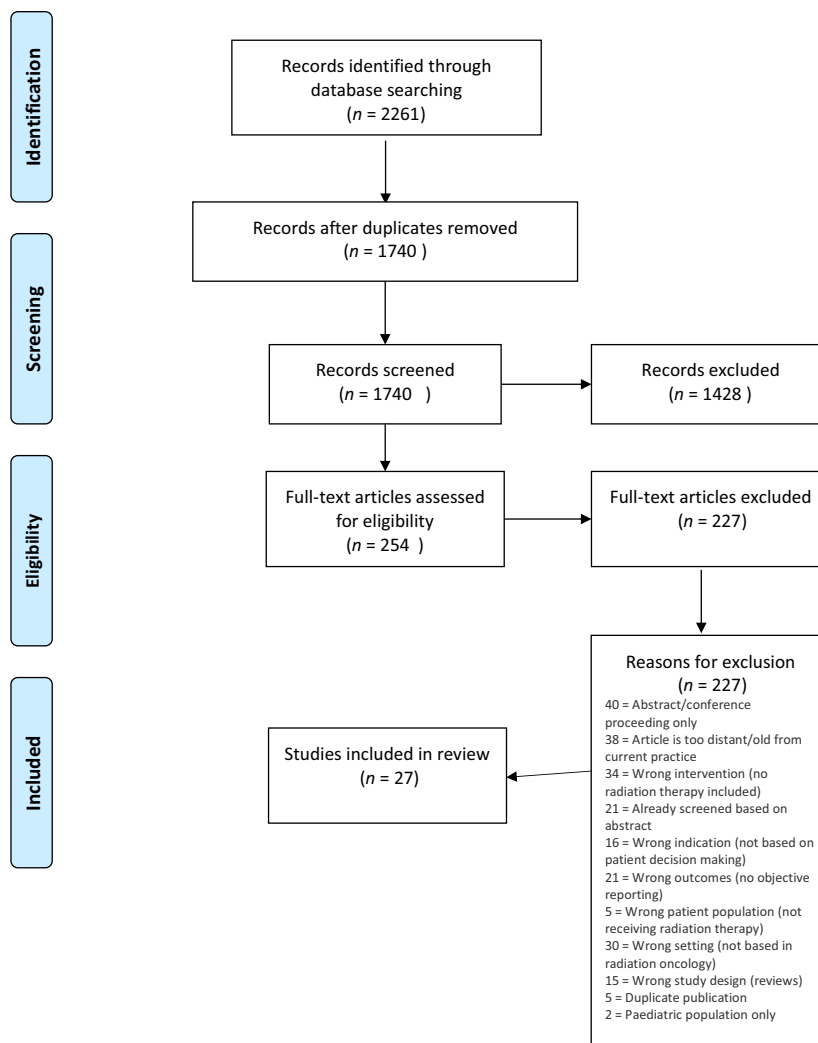 Identification
Records identified through
database searching
(n = 2261)
Records after duplicates removed
(n = 1740 )
Screening
Records screened
(n = 1740 )
Records excluded
(n = 1428 )
Eligibility
Full-text articles assessed
for eligibility
(n = 254 )
Full-text articles excluded
(n = 227)
Reasons for exclusion
(n = 227)
40 = Abstract/conference
proceeding only
38 = Article is too distant/old from
current practice
34 = Wrong intervention (no
radiation therapy included)
21 = Already screened based on
abstract
16 = Wrong indication (not based on
patient decision making)
21 = Wrong outcomes (no objective
reporting)
5 = Wrong patient population (not
receiving radiation therapy)
30 = Wrong setting (not based in
radiation oncology)
15 = Wrong study design (reviews)
5 = Duplicate publication
2 = Paediatric population only
Included
Studies included in review
(n = 27)